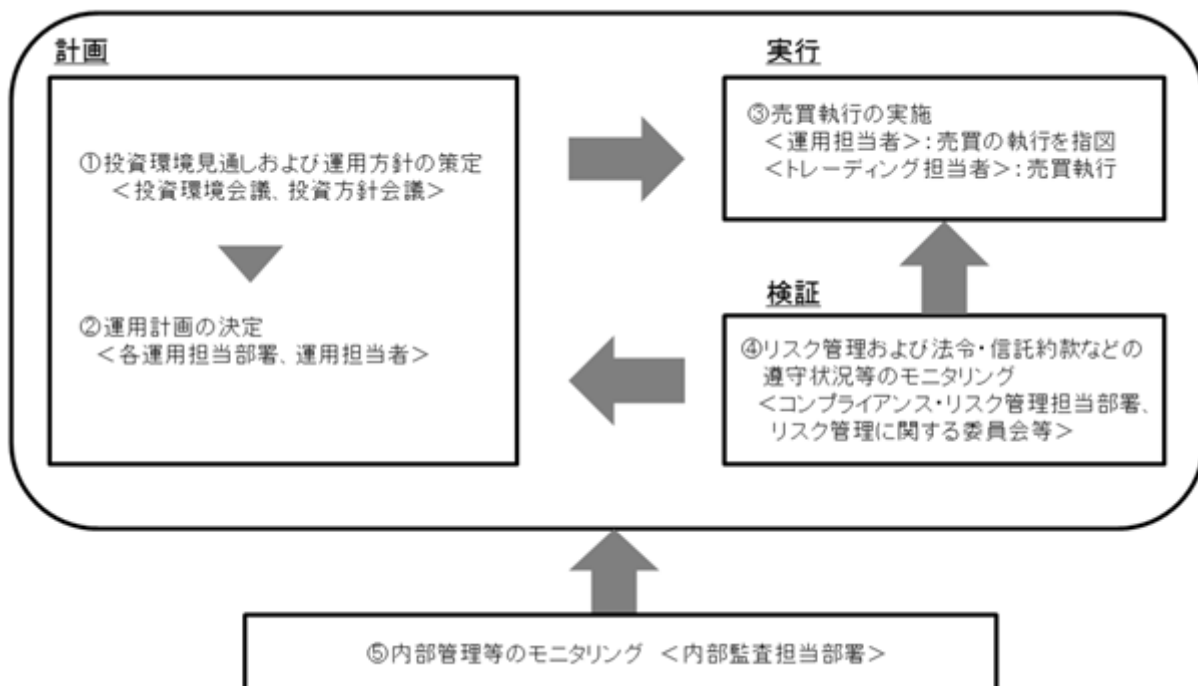 計画
①投資環境見通しおよび運用方針の策定
＜投資環境会議、投資方針会議＞
②運用計画の決定
＜各運用担当部署、運用担当者＞
実行
③売買執行の実施
＜運用担当者＞：売買の執行を指図
＜トレーディング担当者＞：売買執行
検証
④リスク管理および法令・信託約款などの
遵守状況等のモニタリング
＜コンプライアンス・リスク管理担当部署、
リスク管理に関する委員会等＞
⑤内部管理等のモニタリング ＜内部監査担当部署＞